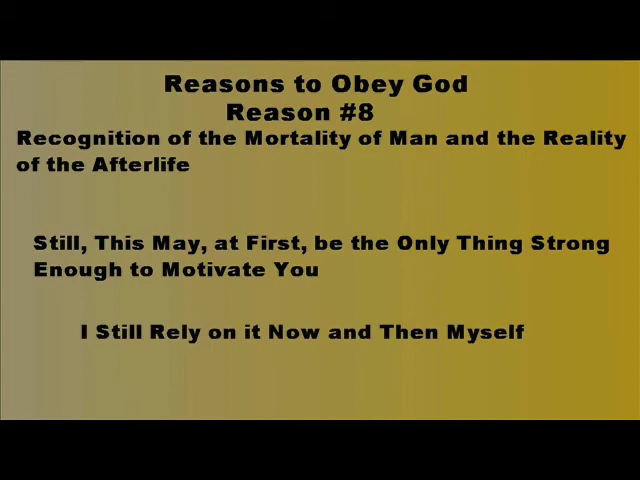 Reasons to Obey God
Reason #8
Recognition of the Mortality of Man and the Reality
of the Afterlife
Still, This May, at First, be the Only Thing Strong
Enough to Motivate You
I Still Rely on it Now and Then Myself